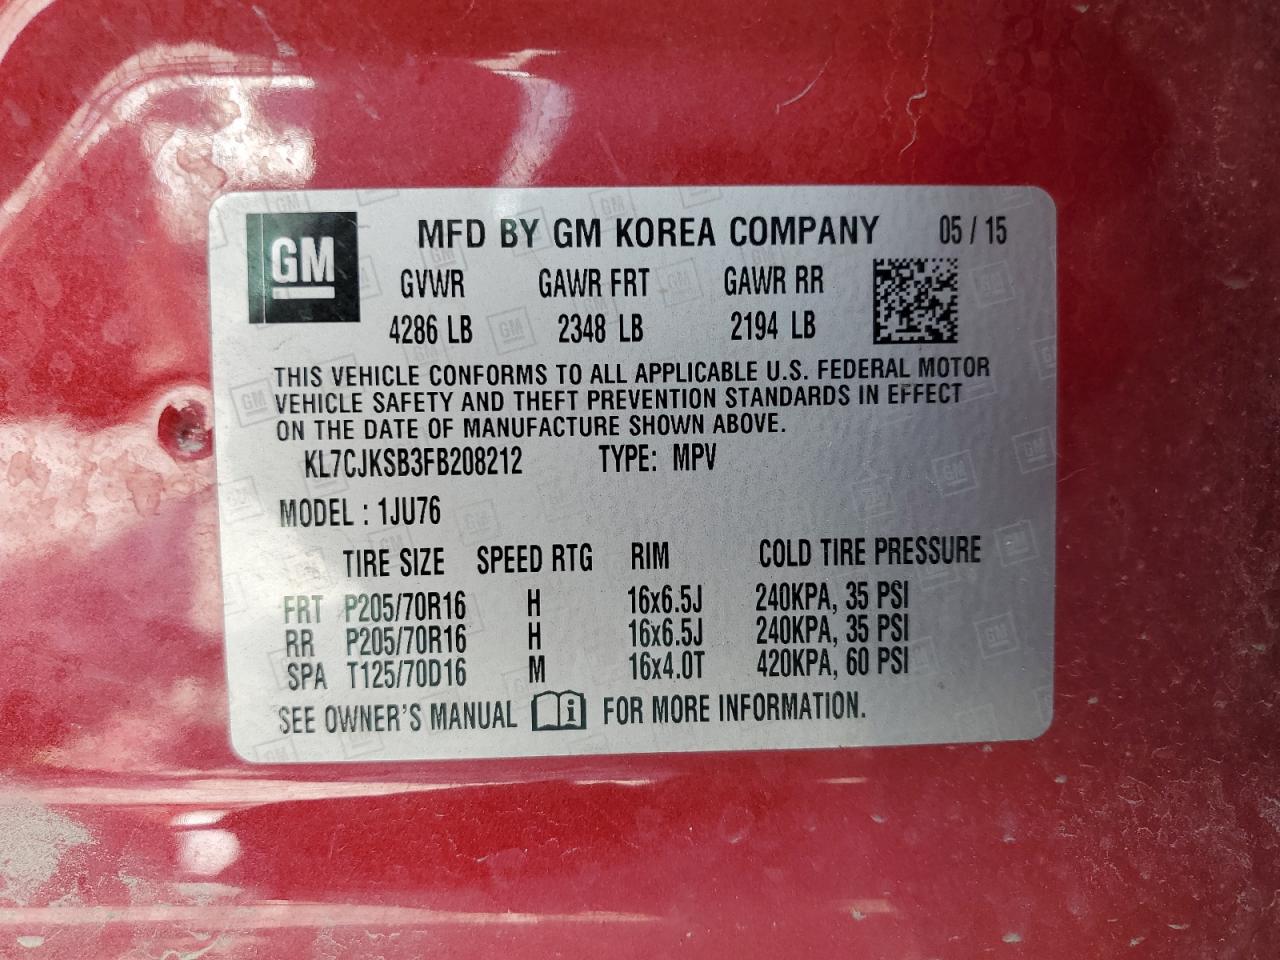 GM MFD BY GM KOREA COMPANY 05 / 15
GVWR GAWR FRT GAWR RR
4286 LB 2348 LB 2194 LB
THIS VEHICLE CONFORMS TO ALL APPLICABLE U.S. FEDERAL MOTOR
VEHICLE SAFETY AND THEFT PREVENTION STANDARDS IN EFFECT
ON THE DATE OF MANUFACTURE SHOWN ABOVE.
KL7CJKSB3FB208212 TYPE: MPV
MODEL : 1JU76
TIRE SIZE SPEED RTG RIM COLD TIRE PRESSURE
FRT P205/70R16 H 16x6.5J 240KPA, 35 PSI
RR P205/70R16 H 16x6.5J 240KPA, 35 PSI
SPA T125/70D16 M 16x4.0T 420KPA, 60 PSI
SEE OWNER'S MANUAL i FOR MORE INFORMATION.